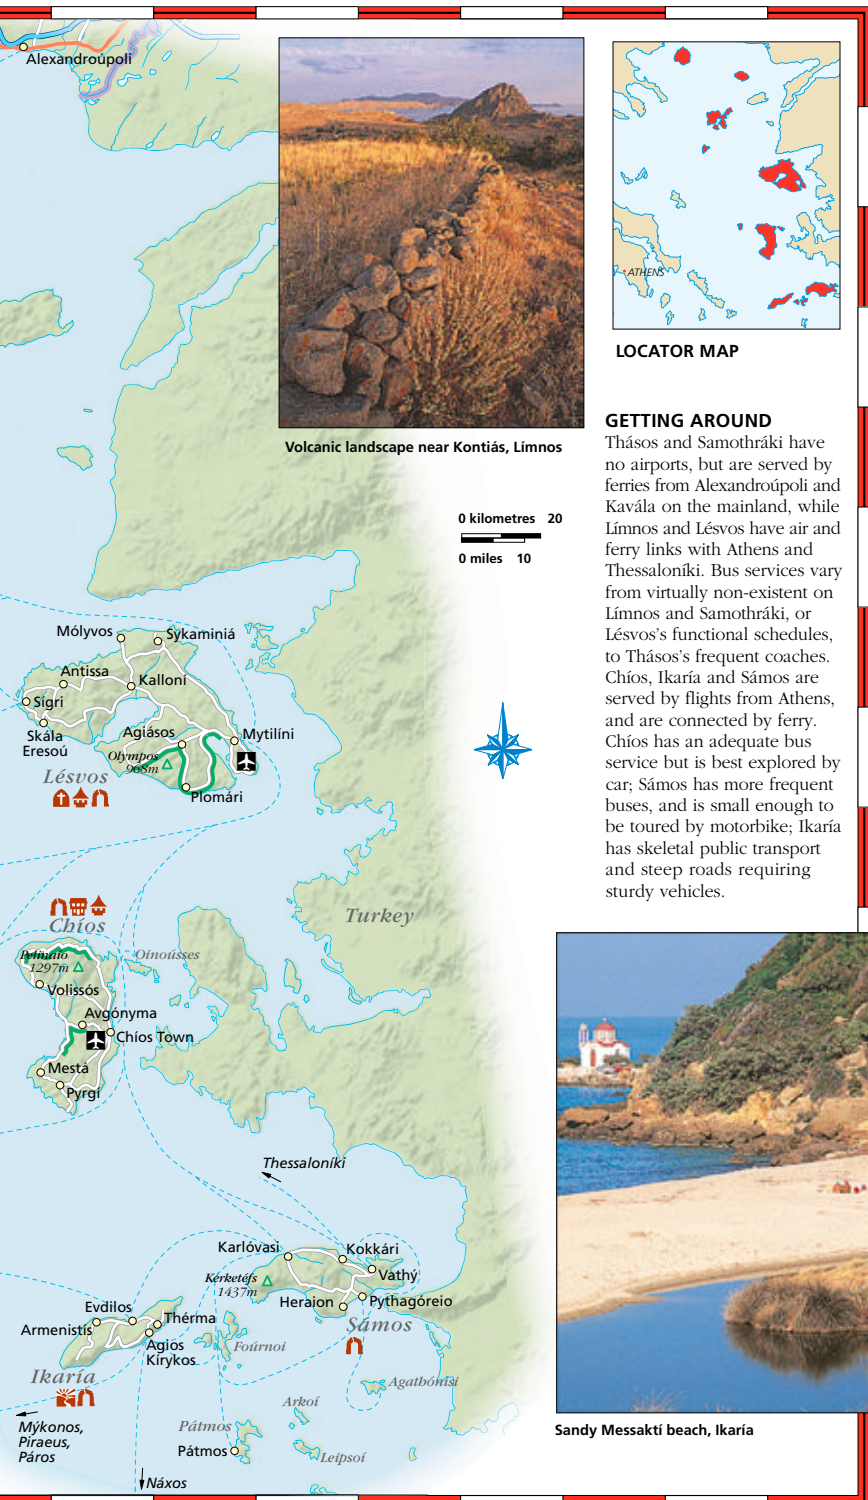 Alexandroúpoli
ATHENS
LOCATOR MAP
Volcanic landscape near Kontiás, Límnos
GETTING AROUND
Thásos and Samothráki have
no airports, but are served by
ferries from Alexandroúpoli and
Kavála on the mainland, while
Límnos and Lésvos have air and
ferry links with Athens and
Thessaloníki. Bus services vary
from virtually non-existent on
Límnos and Samothráki, or
Lésvos's functional schedules,
to Thásos's frequent coaches.
Chíos, Ikaría and Sámos are
served by flights from Athens,
and are connected by ferry.
Chíos has an adequate bus
service but is best explored by
car; Sámos has more frequent
buses, and is small enough to
be toured by motorbike; Ikaría
has skeletal public transport
and steep roads requiring
sturdy vehicles.
0 kilometres 20
0 miles 10
Mólyvos
Sykaminiá
Antissa
Kalloní
Sígri
Skála
Eresoú
Agiásos
Mytilíni
Olympos
968m
Lésvos
Plomári
Turkey
Chíos
Pelinaío
1297m
Oinoússes
Volissós
Avgónyma
Chíos Town
Mestá
Pyrgí
Thessaloníki
Karlóvasi
Kokkári
Vathý
Kerketéfs
1437m
Heraion
Pythagóreio
Sámos
Evdilos
Thérma
Armenistis
Agios
Kírykos
Foúrnoi
Ikaría
Agathónisi
Arkoí
Mýkonos,
Piraeus,
Páros
Pátmos
Pátmos
Leipsoí
Náxos
Sandy Messaktí beach, Ikaría